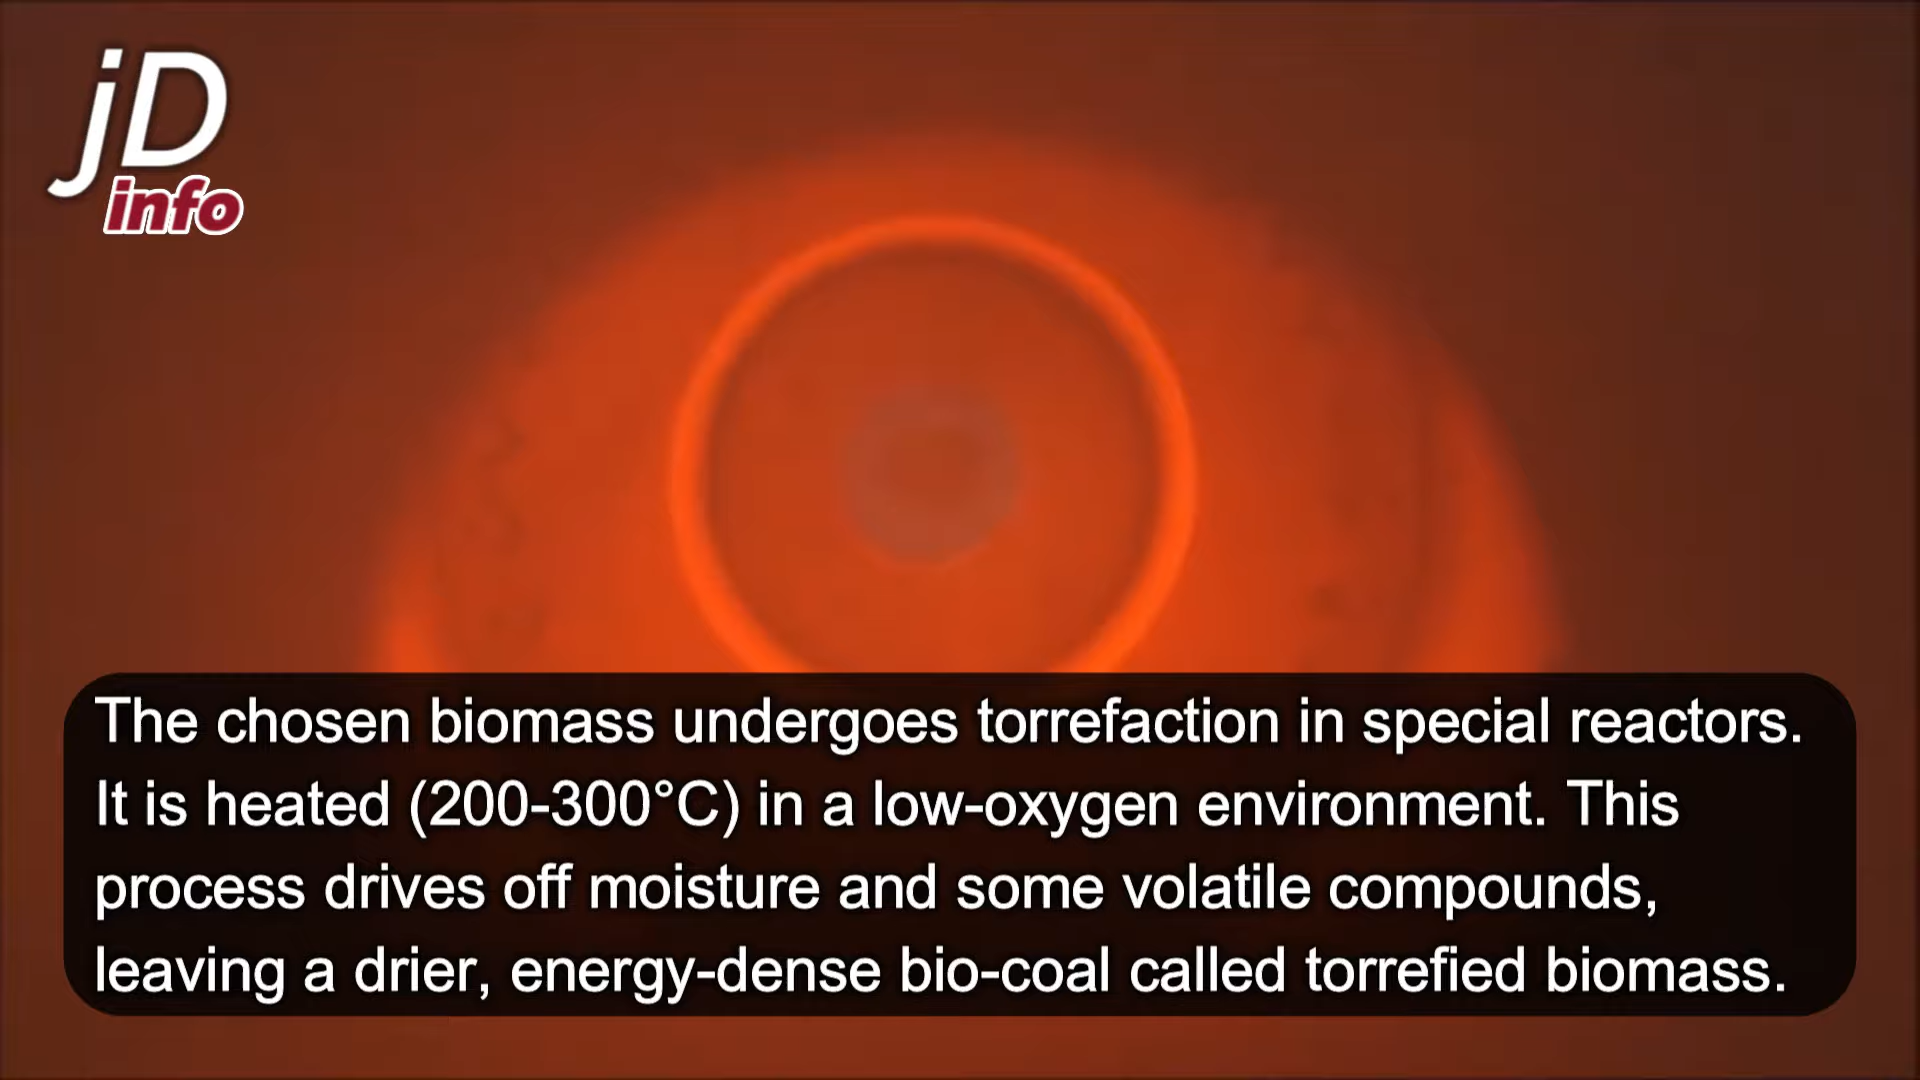 jD
info
The chosen biomass undergoes torrefaction in special reactors.
It is heated (200-300°C) in a low-oxygen environment. This
process drives off moisture and some volatile compounds,
leaving a drier, energy-dense bio-coal called torrefied biomass.